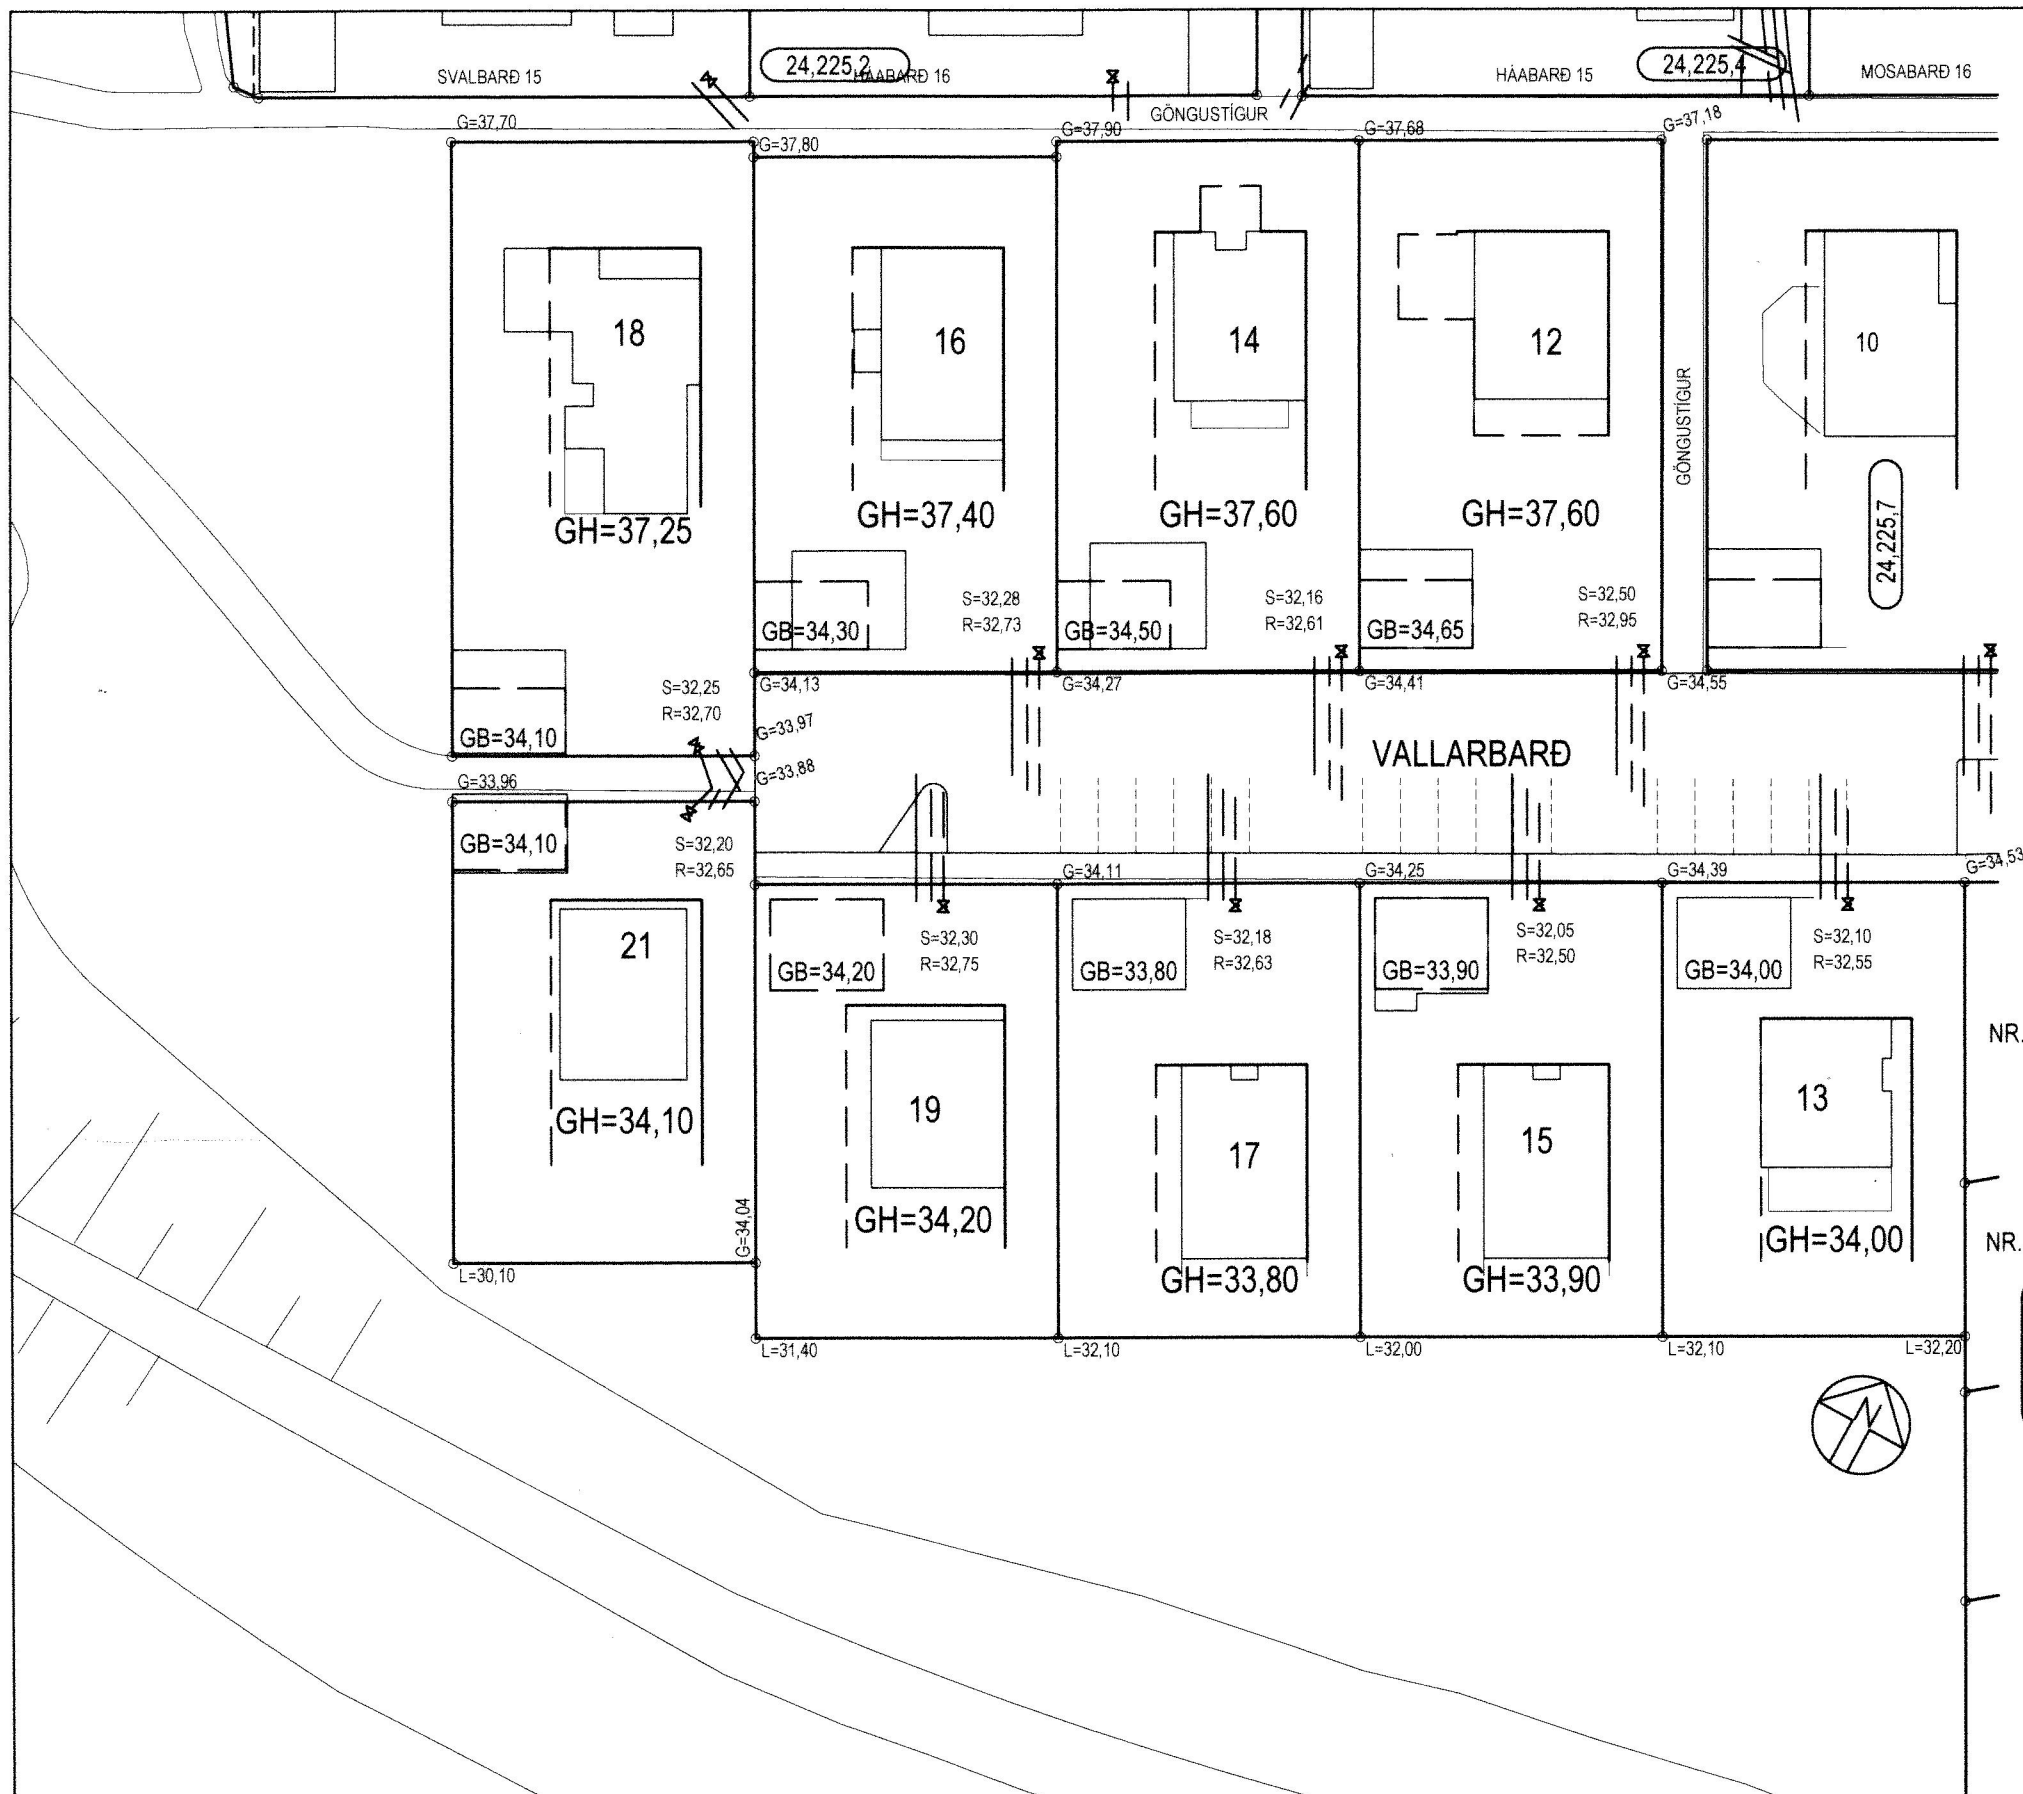 SVALBARÐ 15
24,225,2
HÁABARÐ 16
HÁABARÐ 15
24,225,4
MOSABARÐ 16
GÖNGUSTÍGUR
G=37,70
G=37,80
G=37,90
G=37,68
G=37,18
18
16
14
12
10
GÖNGUSTÍGUR
GH=37,25
GH=37,40
GH=37,60
GH=37,60
24,225,7
S=32,28
R=32,73
S=32,16
R=32,61
S=32,50
R=32,95
GB=34,30
GB=34,50
GB=34,65
S=32,25
R=32,70
G=34,13
G=34,27
G=34,41
G=34,55
GB=34,10
G=33,97
VALLARBARÐ
G=33,96
G=33,88
GB=34,10
S=32,20
R=32,65
G=34,11
G=34,25
G=34,39
G=34,53
21
GB=34,20
S=32,30
R=32,75
GB=33,80
S=32,18
R=32,63
GB=33,90
S=32,05
R=32,50
GB=34,00
S=32,10
R=32,55
NR.
GH=34,10
19
17
15
13
G=34,04
GH=34,20
GH=33,80
GH=33,90
GH=34,00
NR.
L=30,10
L=31,40
L=32,10
L=32,00
L=32,10
L=32,20
N